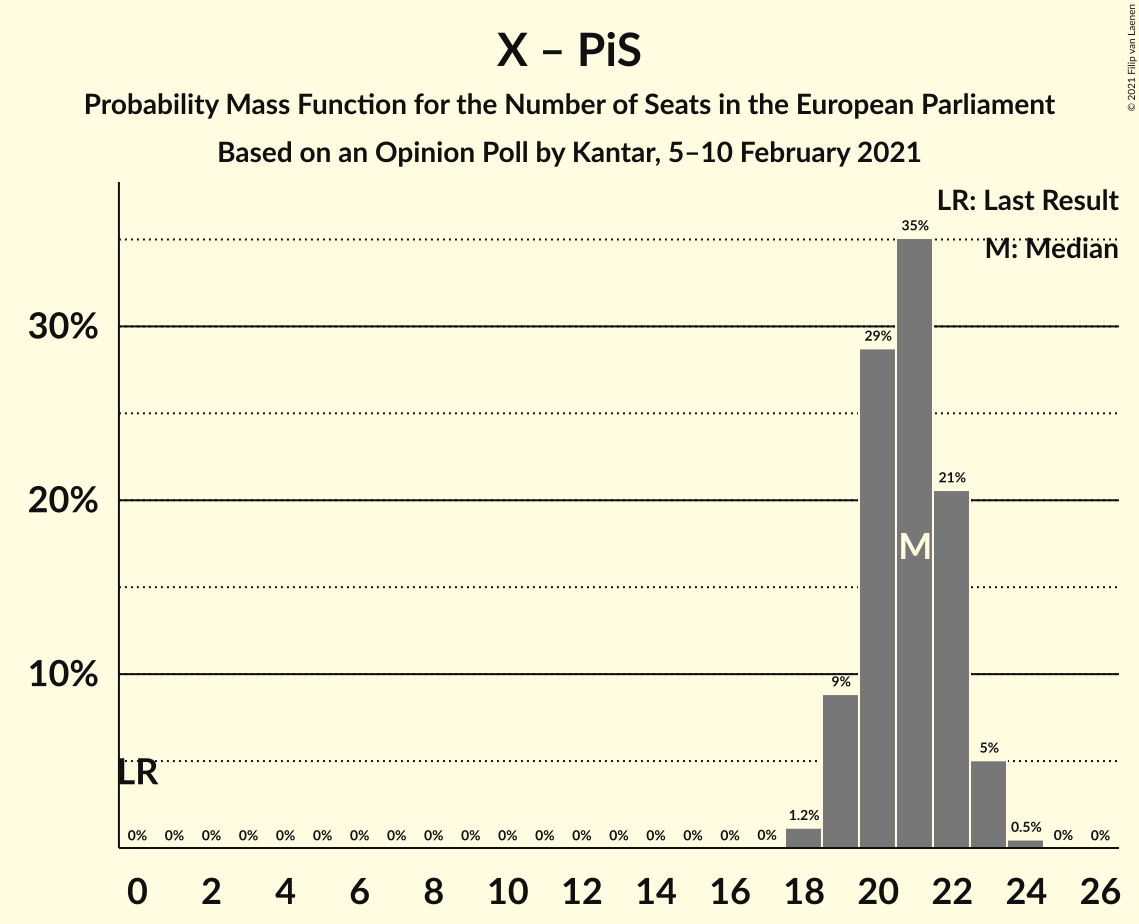 X – PiS
Probability Mass Function for the Number of Seats in the European Parliament
Based on an Opinion Poll by Kantar, 5–10 February 2021
© 2021 Filip van Laenen
LR: Last Result
M: Median
35%
30%
29%
20%
21%
M
10%
9%
5%
LR
1.2%
0.5%
0% 0% 0% 0% 0% 0% 0% 0% 0% 0% 0% 0% 0% 0% 0% 0% 0% 0% 0% 0%
0 2 4 6 8 10 12 14 16 18 20 22 24 26